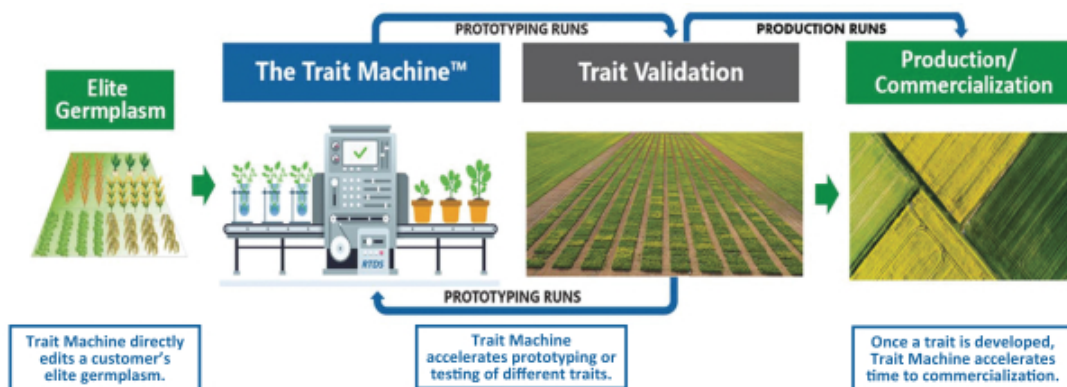 PROTOTYPING RUNS
PRODUCTION RUNS
Elite
Germplasm
The Trait Machine™
Trait Validation
Production/
Commercialization
RTDS
PROTOTYPING RUNS
Trait Machine directly
edits a customer's
elite germplasm.
Trait Machine
accelerates prototyping or
testing of different traits.
Once a trait is developed,
Trait Machine accelerates
time to commercialization.